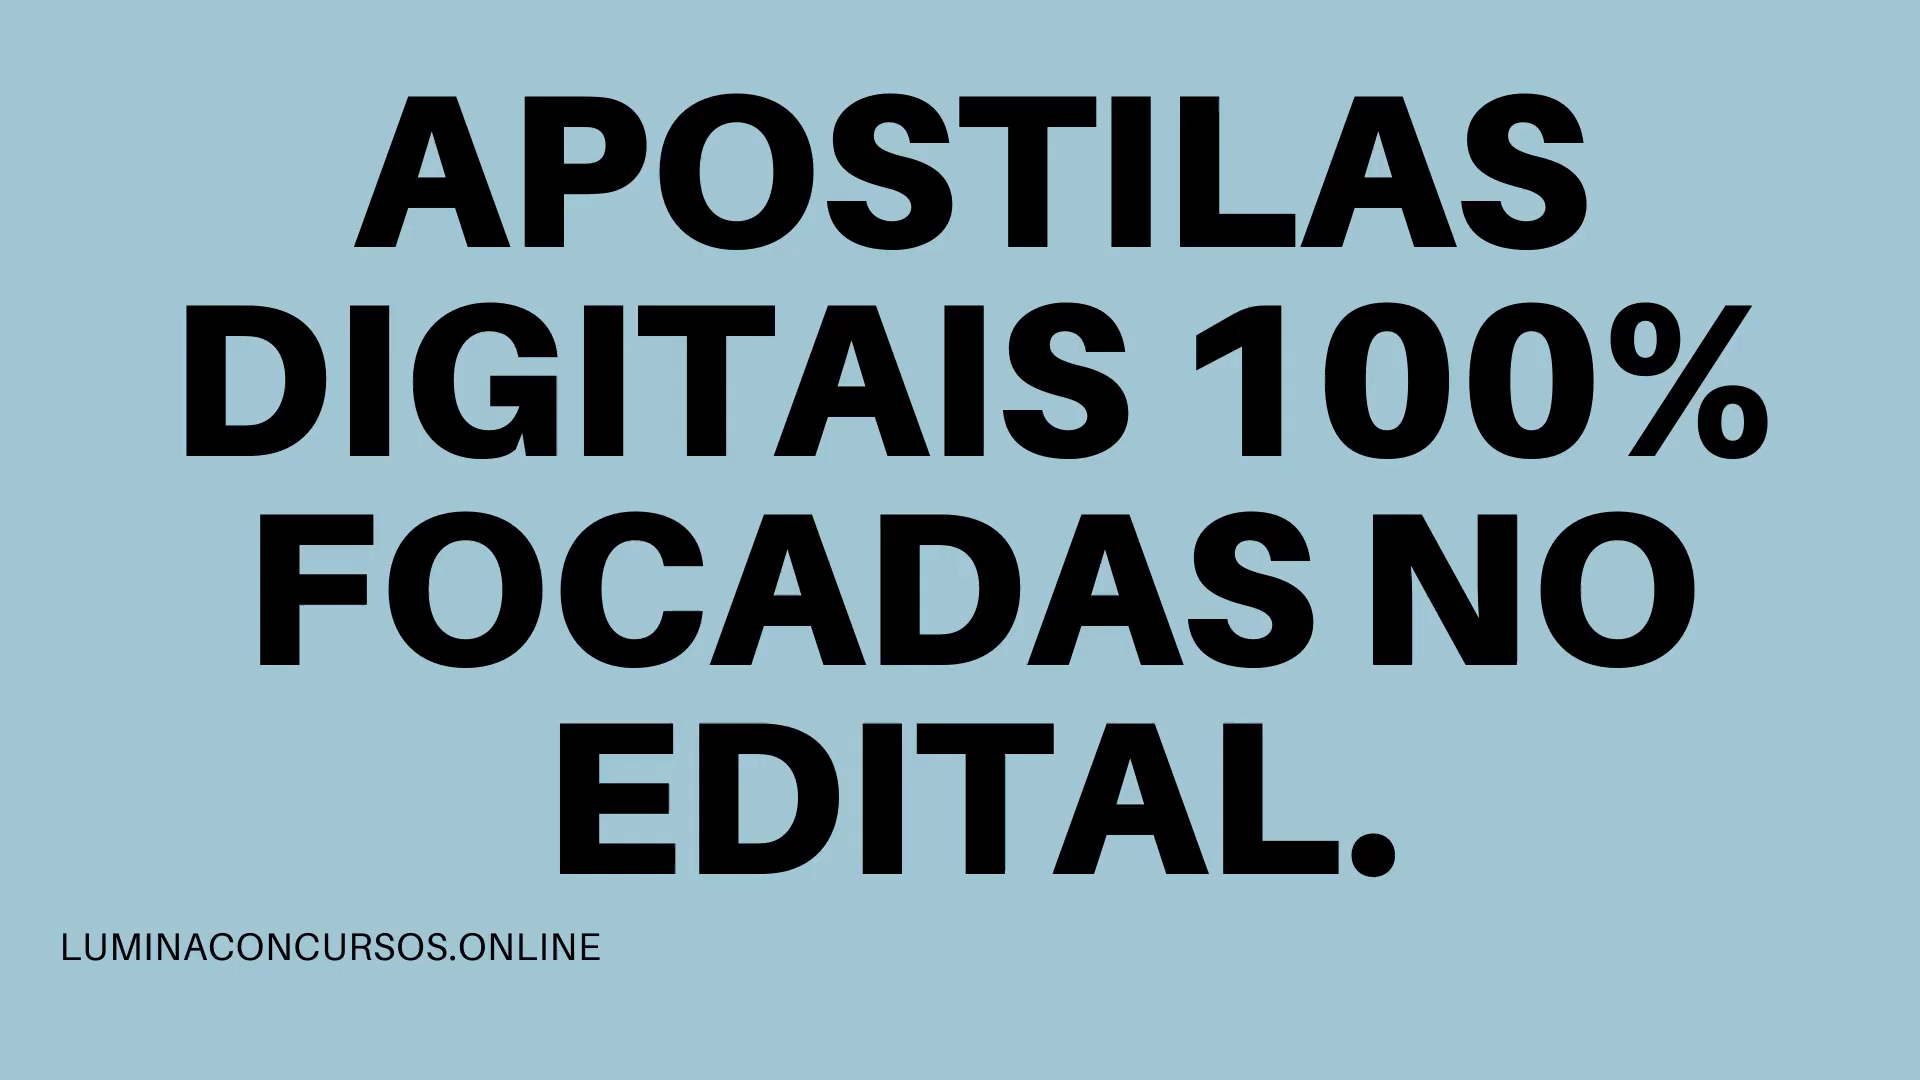 APOSTILAS
DIGITAIS 100%
FOCADAS NO
EDITAL.
LUMINACONCURSOS.ONLINE